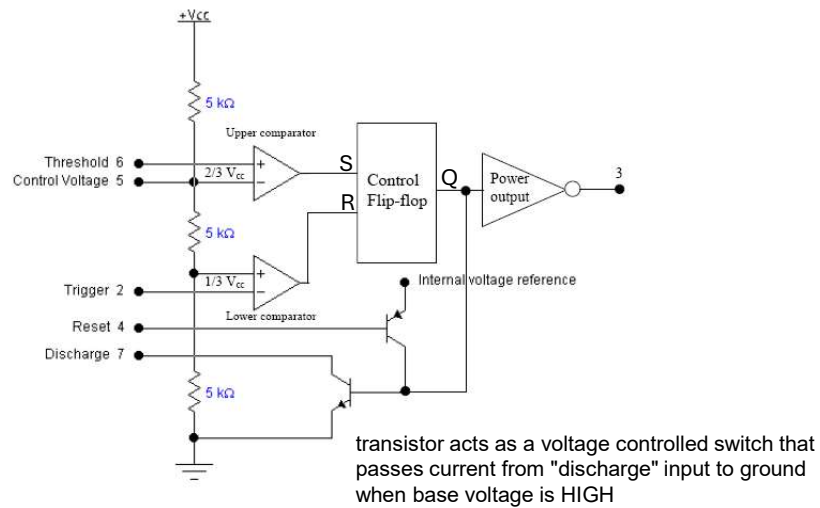 +Vcc
5 kΩ
Upper comparator
Threshold 6
+
S
3
Control Voltage 5
2/3 Vcc
−
Control
Flip-flop
Q
Power
output
R
5 kΩ
1/3 Vcc
+
Internal voltage reference
Trigger 2
−
Lower comparator
Reset 4
Discharge 7
5 kΩ
transistor acts as a voltage controlled switch that
passes current from "discharge" input to ground
when base voltage is HIGH